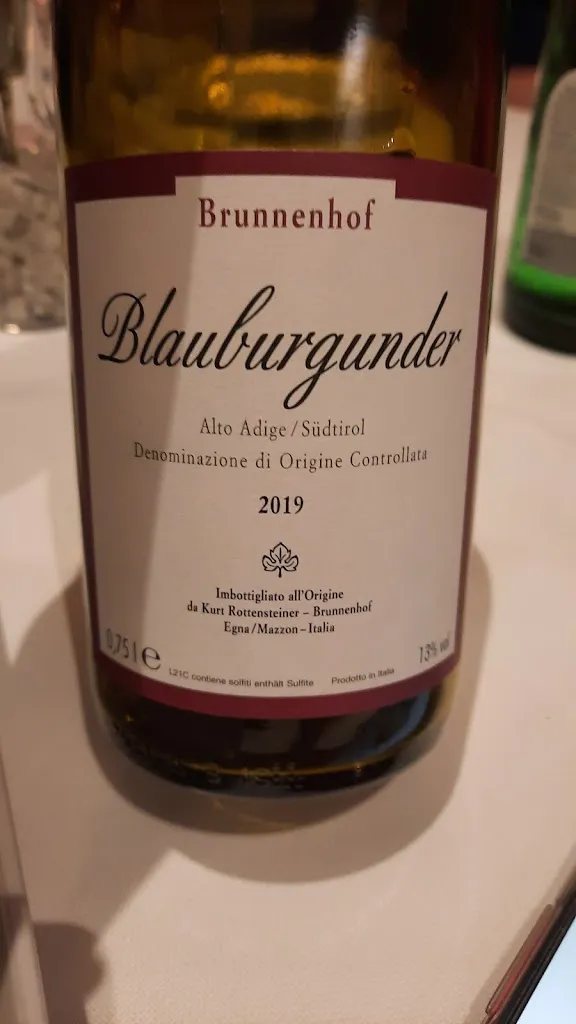 Brunnenhof
Blauburgunder
Alto Adige / Südtirol
Denominazione di Origine Controllata
2019
Imbottigliato all'Origine
da Kurt Rottensteiner – Brunnenhof
Egna/Mazzon – Italia
0,75 l e
13% vol
L21C contiene solfiti enthält Sulfite
Prodotto in Italia